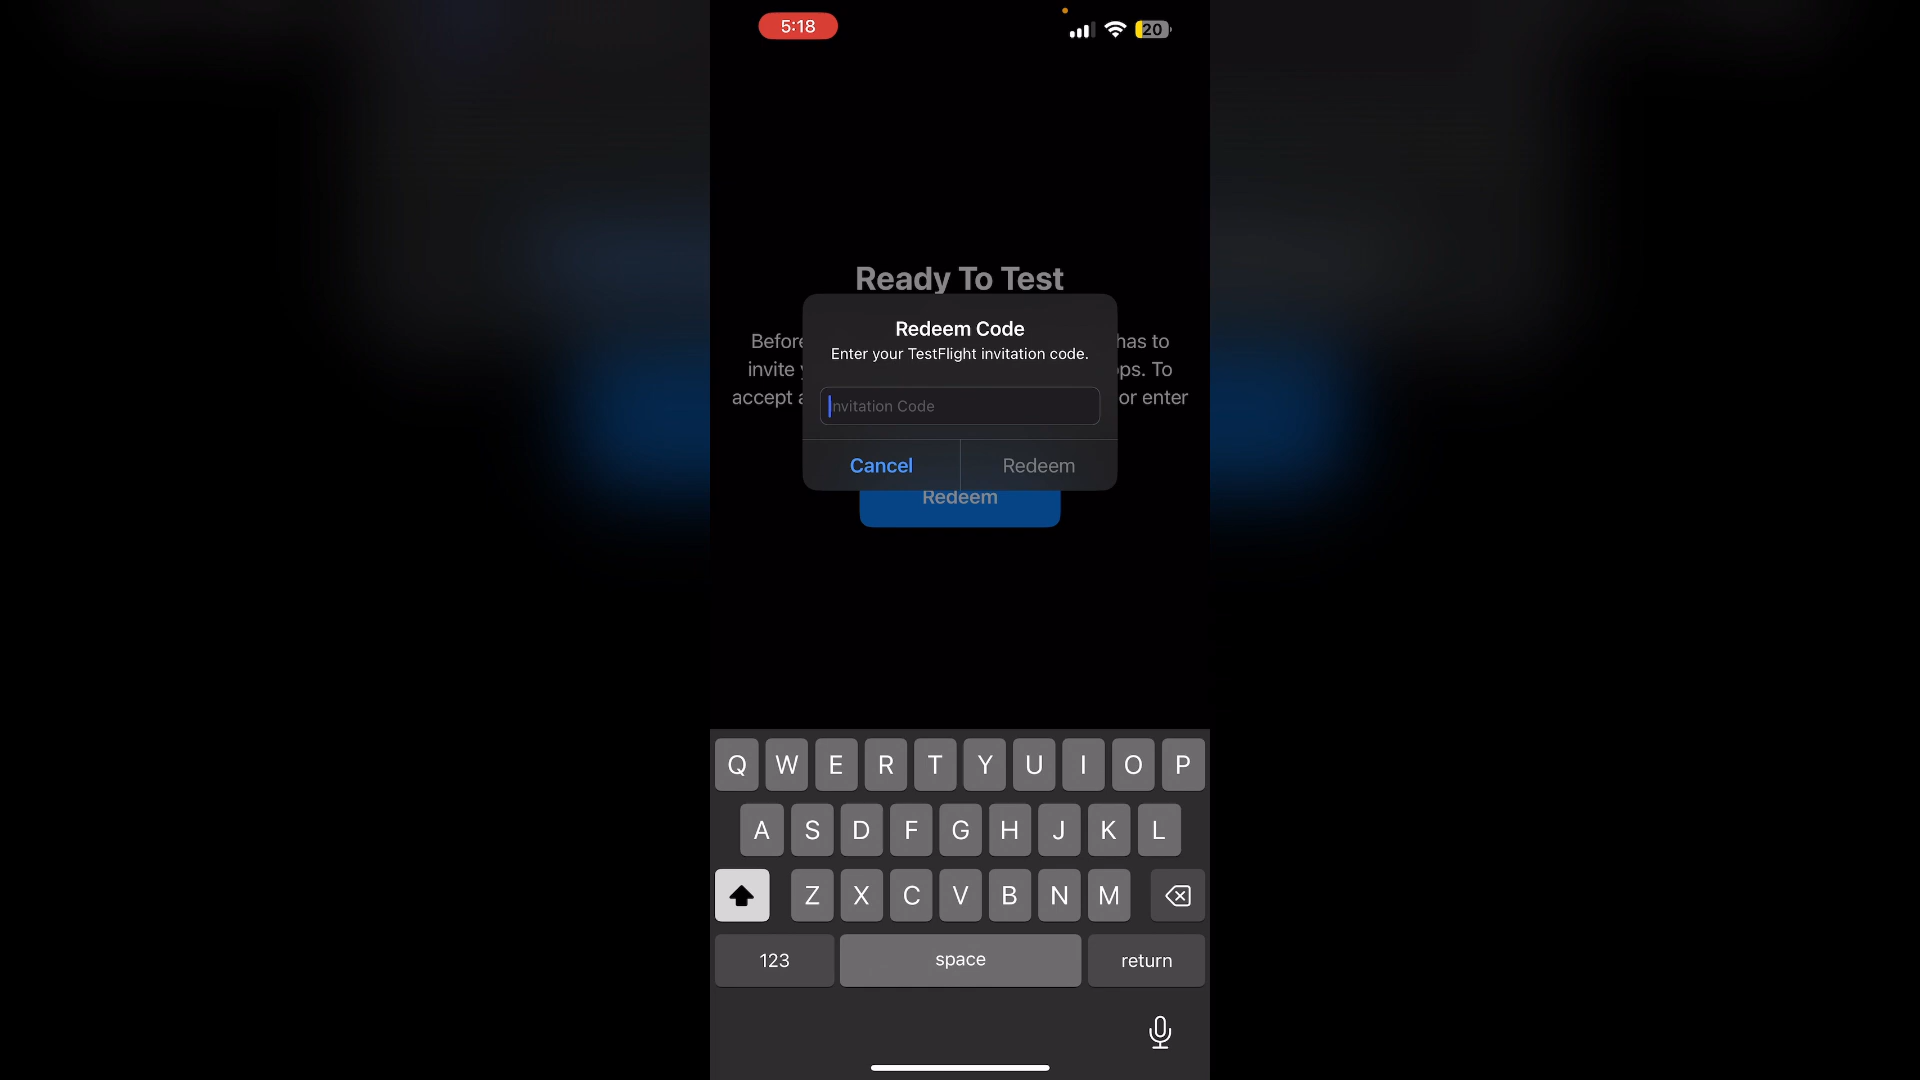 5:18
20
Ready To Test
Redeem Code
Enter your TestFlight invitation code.
has to
invite
ps. To
accept
or enter
Invitation Code
Cancel
Redeem
Redeem
Q W E R T Y U I O P
A S D F G H J K L
Z X C V B N M
123
space
return